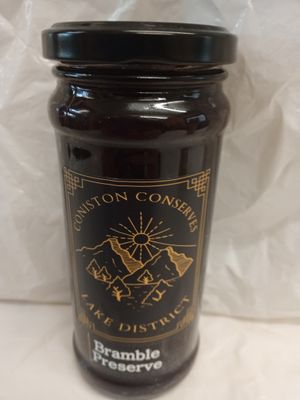 CONISTON CONSERVES
LAKE DISTRICT
Bramble
Preserve